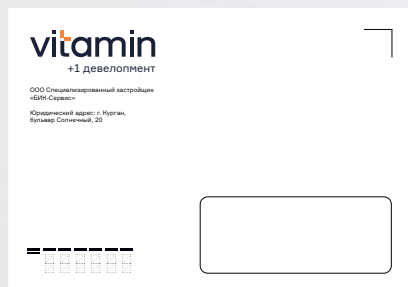 vitamin
+1 девелопмент
ООО Специализированный застройщик
«БИК-Сервис»
Юридический адрес: г. Курган,
бульвар Солнечный, 20